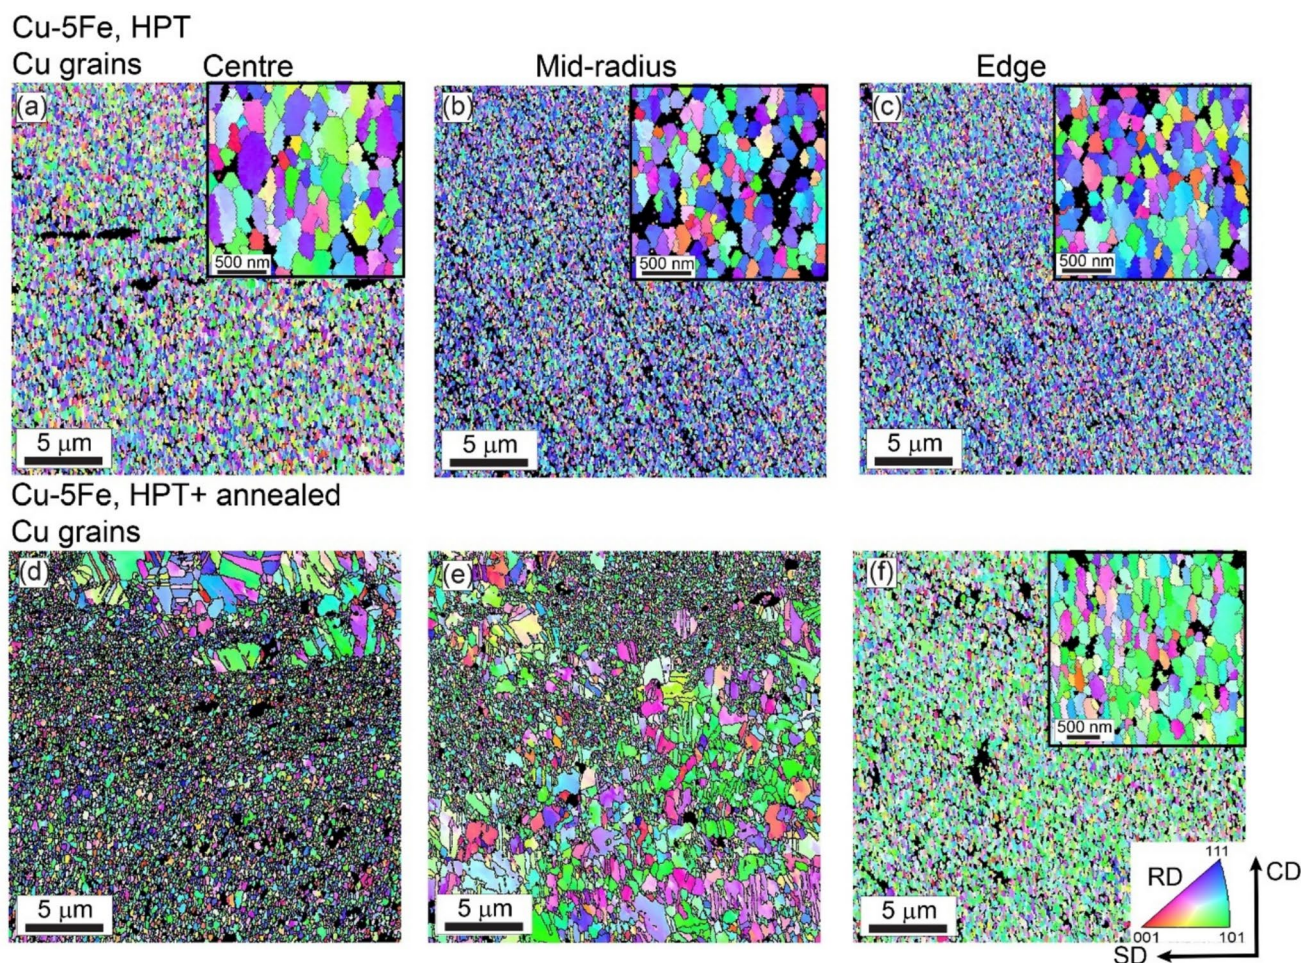 Cu-5Fe, HPT
Cu grains Centre Mid-radius Edge
(a) (b) (c)
500 nm 500 nm 500 nm
5 µm 5 µm 5 µm
Cu-5Fe, HPT+ annealed
Cu grains
(d) (e) (f)
500 nm
111
RD CD
5 µm 5 µm 5 µm
001 101
SD